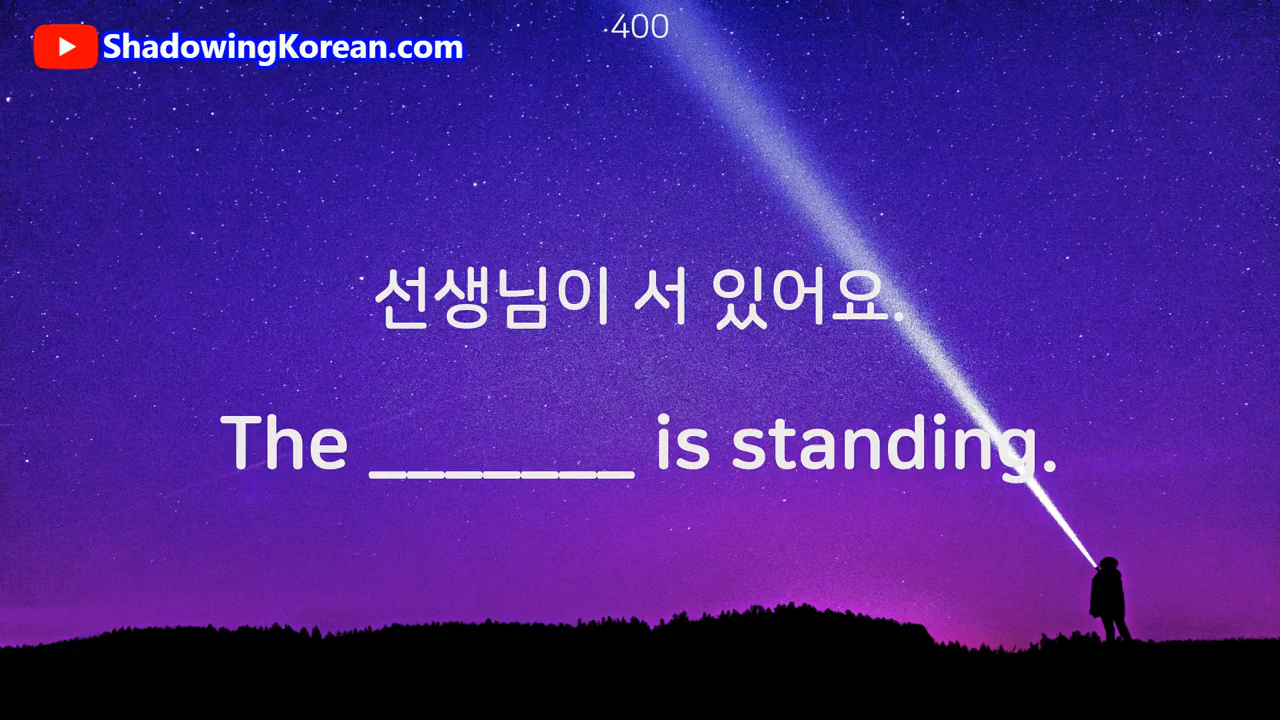 400
ShadowingKorean.com
선생님이 서 있어요.
The _______ is standing.